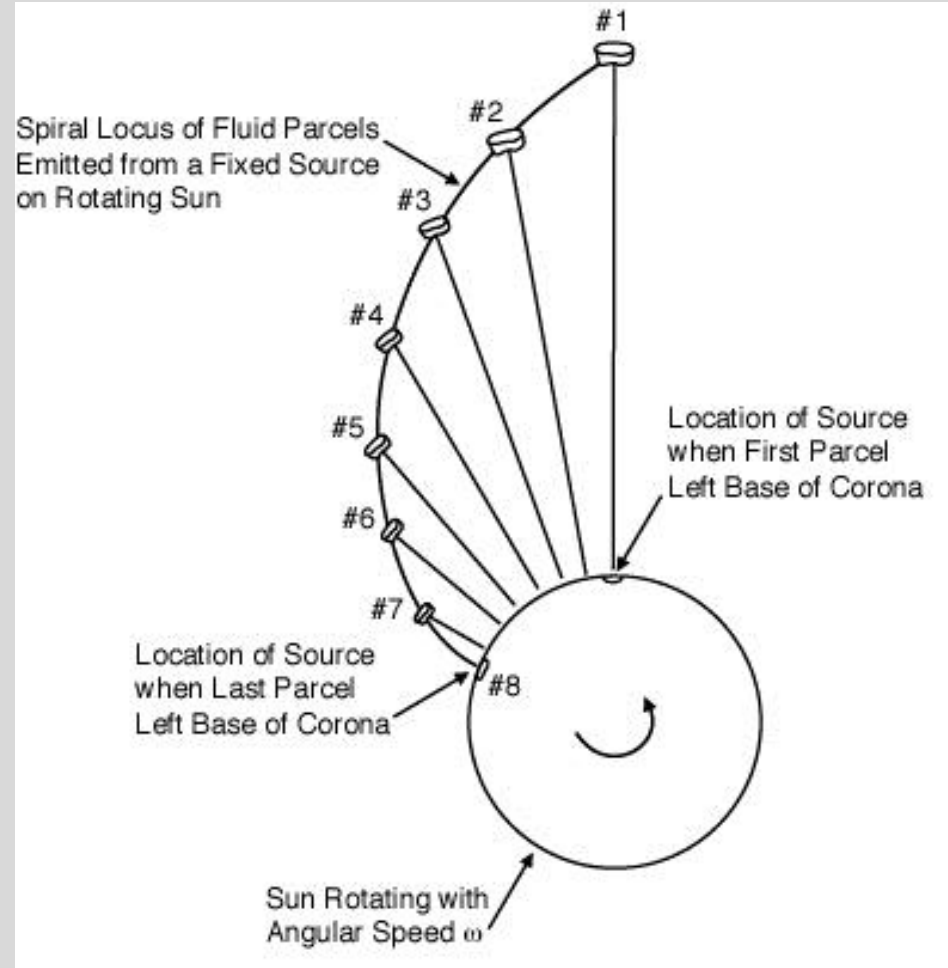 #1
#2
Spiral Locus of Fluid Parcels
Emitted from a Fixed Source
on Rotating Sun
#3
#4
#5
Location of Source
when First Parcel
Left Base of Corona
#6
#7
Location of Source
when Last Parcel
Left Base of Corona
#8
Sun Rotating with
Angular Speed ω